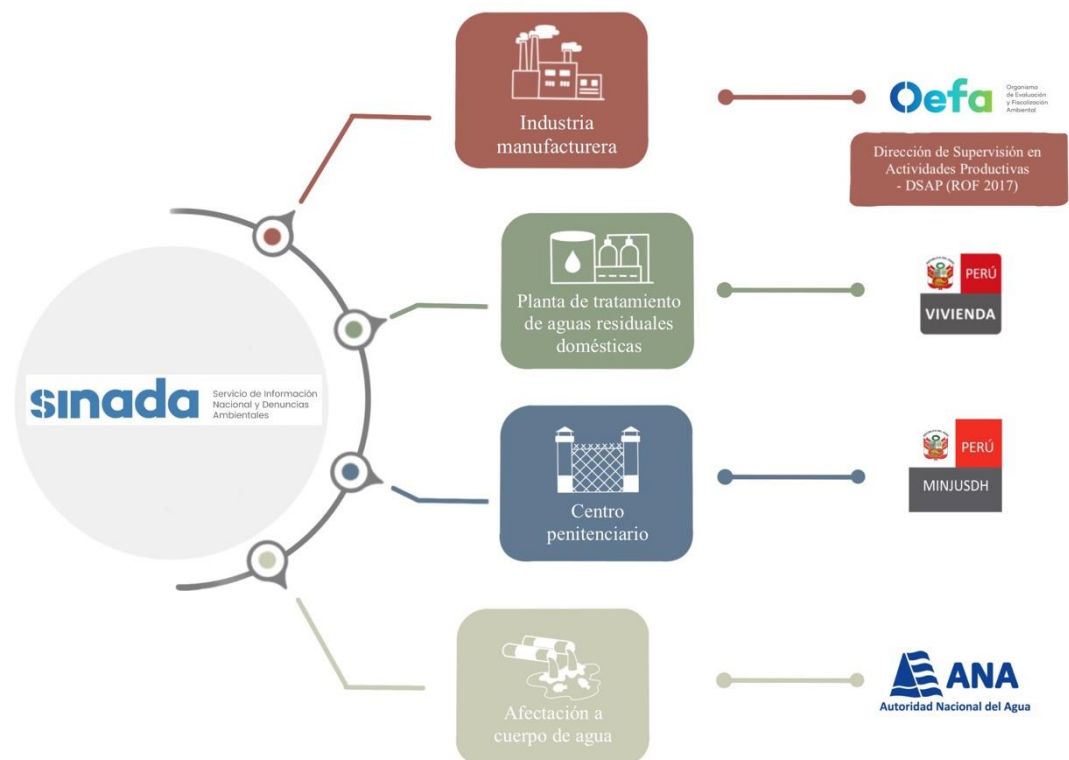 Industria
manufacturera
Oefa
Organismo
de Evaluación
y Fiscalización
Ambiental
Dirección de Supervisión en
Actividades Productivas
- DSAP (ROF 2017)
Planta de tratamiento
de aguas residuales
domésticas
PERÚ
VIVIENDA
sinada
Servicio de Información
Nacional y Denuncias
Ambientales
Centro
penitenciario
PERÚ
MINJUSDH
Afectación a
cuerpo de agua
ANA
Autoridad Nacional del Agua